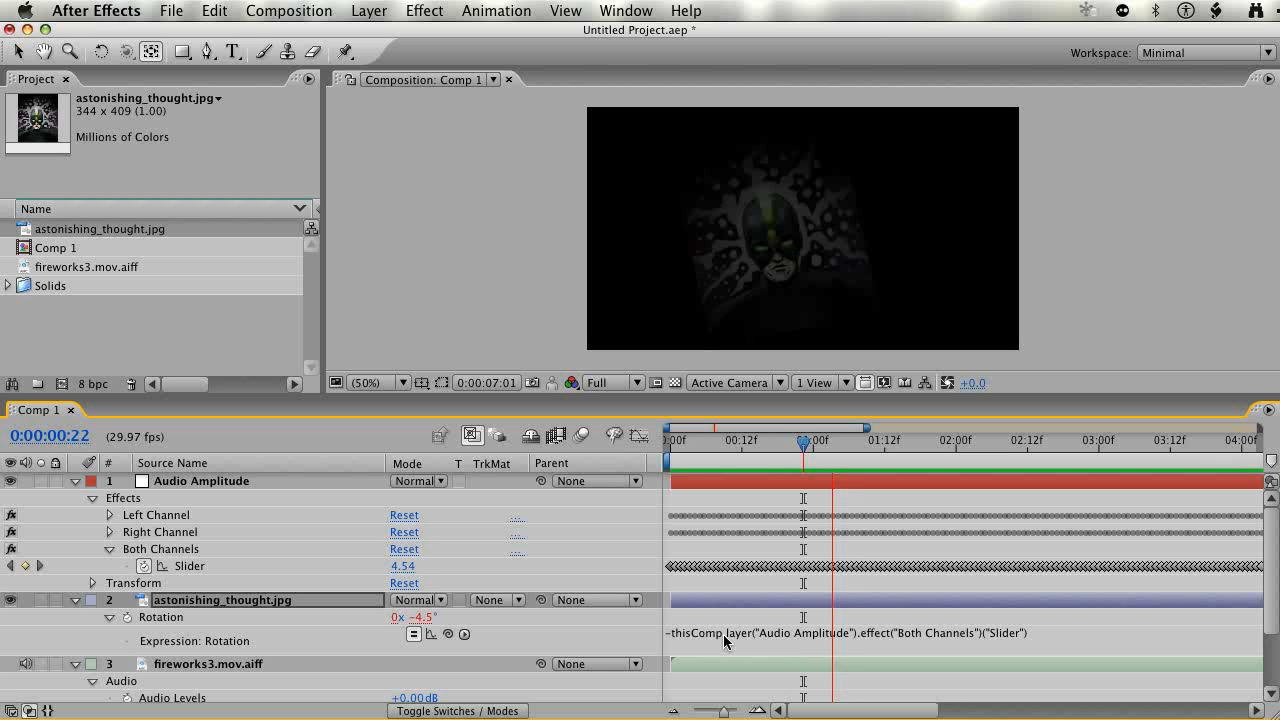 After Effects File Edit Composition Layer Effect Animation View Window Help
Untitled Project.aep *
T Workspace: Minimal
Project × Composition: Comp 1 ×
astonishing_thought.jpg
344 x 409 (1.00)
Millions of Colors
Name
astonishing_thought.jpg
Comp 1
fireworks3.mov.aiff
Solids
8 bpc (50%) 0:00:07:01 Full Active Camera 1 View +0.0
Comp 1 ×
0:00:00:22 (29.97 fps)
:00f 00:12f 01:00f 01:12f 02:00f 02:12f 03:00f 03:12f 04:00f
# Source Name Mode T TrkMat Parent
1 Audio Amplitude Normal None
Effects
fx Left Channel Reset ...
fx Right Channel Reset ...
fx Both Channels Reset ...
Slider 4.54
Transform Reset
2 astonishing_thought.jpg Normal None None
Rotation 0x -4.5°
Expression: Rotation -thisComp.layer("Audio Amplitude").effect("Both Channels")("Slider")
3 fireworks3.mov.aiff None
Audio
Audio Levels +0.00dB
Toggle Switches / Modes